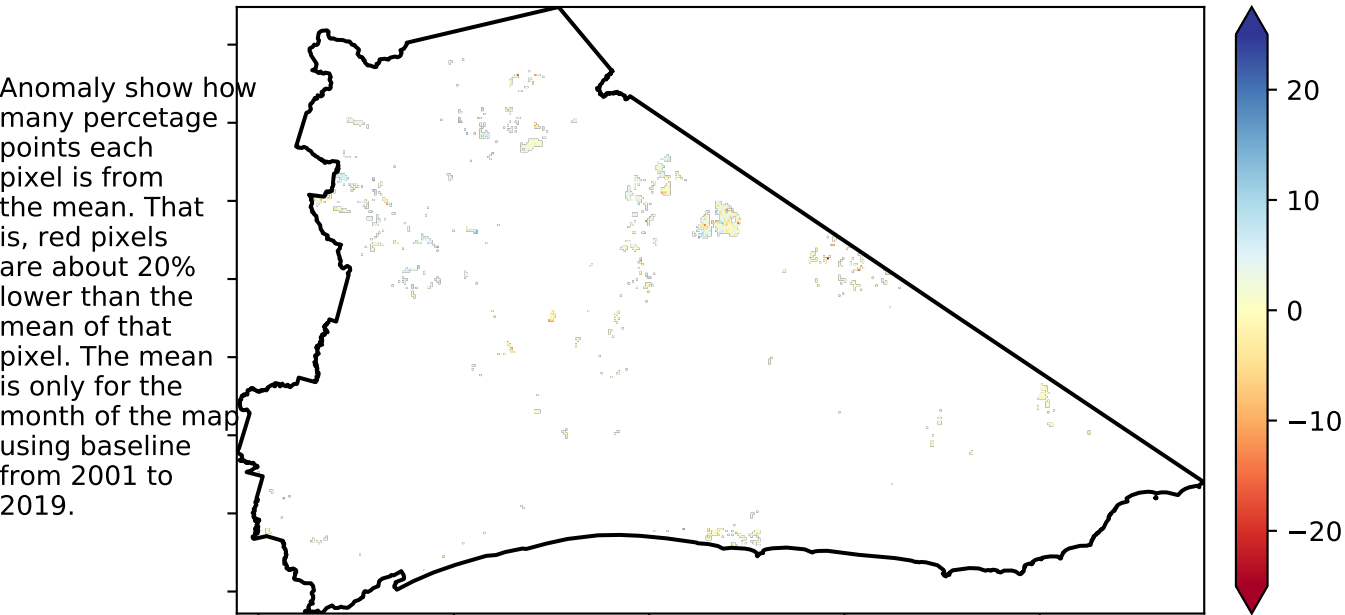 Anomaly show how
many percetage
points each
pixel is from
the mean. That
is, red pixels
are about 20%
lower than the
mean of that
pixel. The mean
is only for the
month of the map
using baseline
from 2001 to
2019.
20
10
0
−10
−20